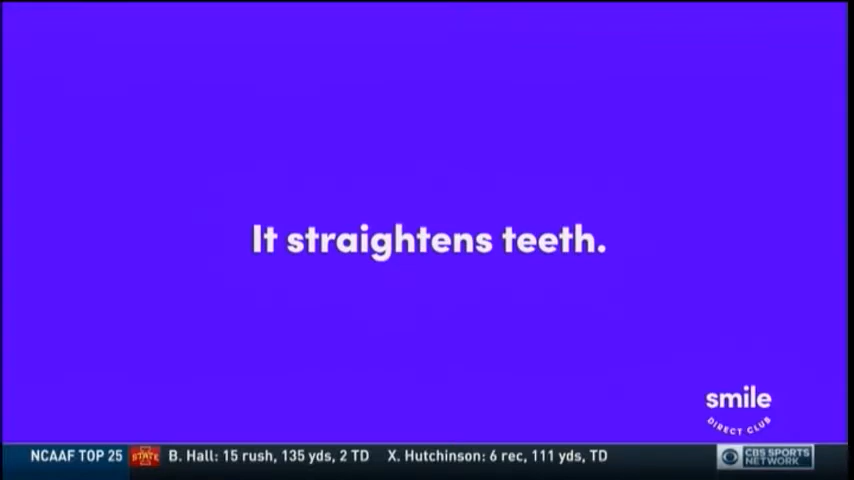 It straightens teeth.
smile
DIRECT CLUB
NCAAF TOP 25 STATE B. Hall: 15 rush, 135 yds, 2 TD X. Hutchinson: 6 rec, 111 yds, TD CBS SPORTS
NETWORK